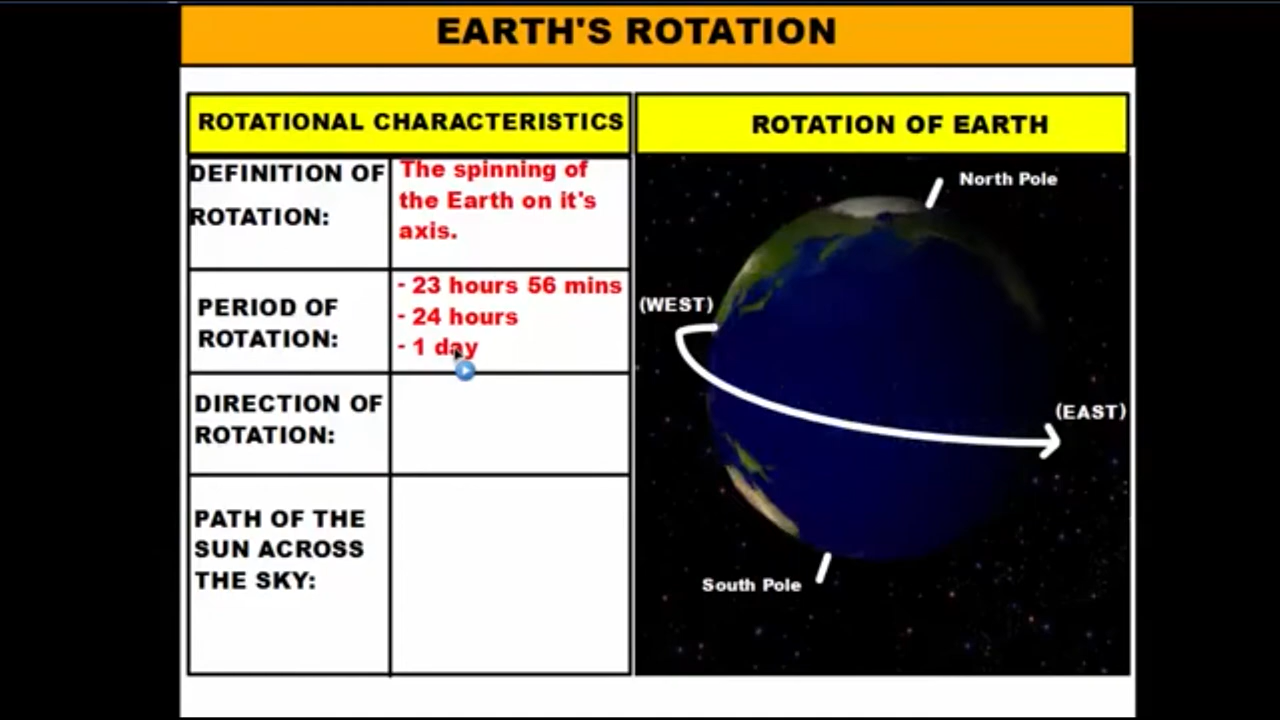 EARTH'S ROTATION
ROTATIONAL CHARACTERISTICS
DEFINITION OF
ROTATION:
The spinning of
the Earth on it's
axis.
PERIOD OF
ROTATION:
- 23 hours 56 mins
- 24 hours
- 1 day
DIRECTION OF
ROTATION:
PATH OF THE
SUN ACROSS
THE SKY:
ROTATION OF EARTH
North Pole
(WEST)
(EAST)
South Pole